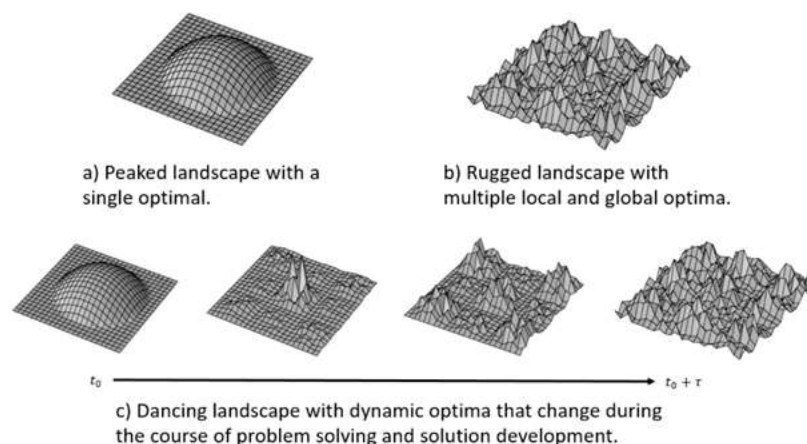 a) Peaked landscape with a
single optimal.
b) Rugged landscape with
multiple local and global optima.
t₀
t₀ + τ
c) Dancing landscape with dynamic optima that change during
the course of problem solving and solution development.